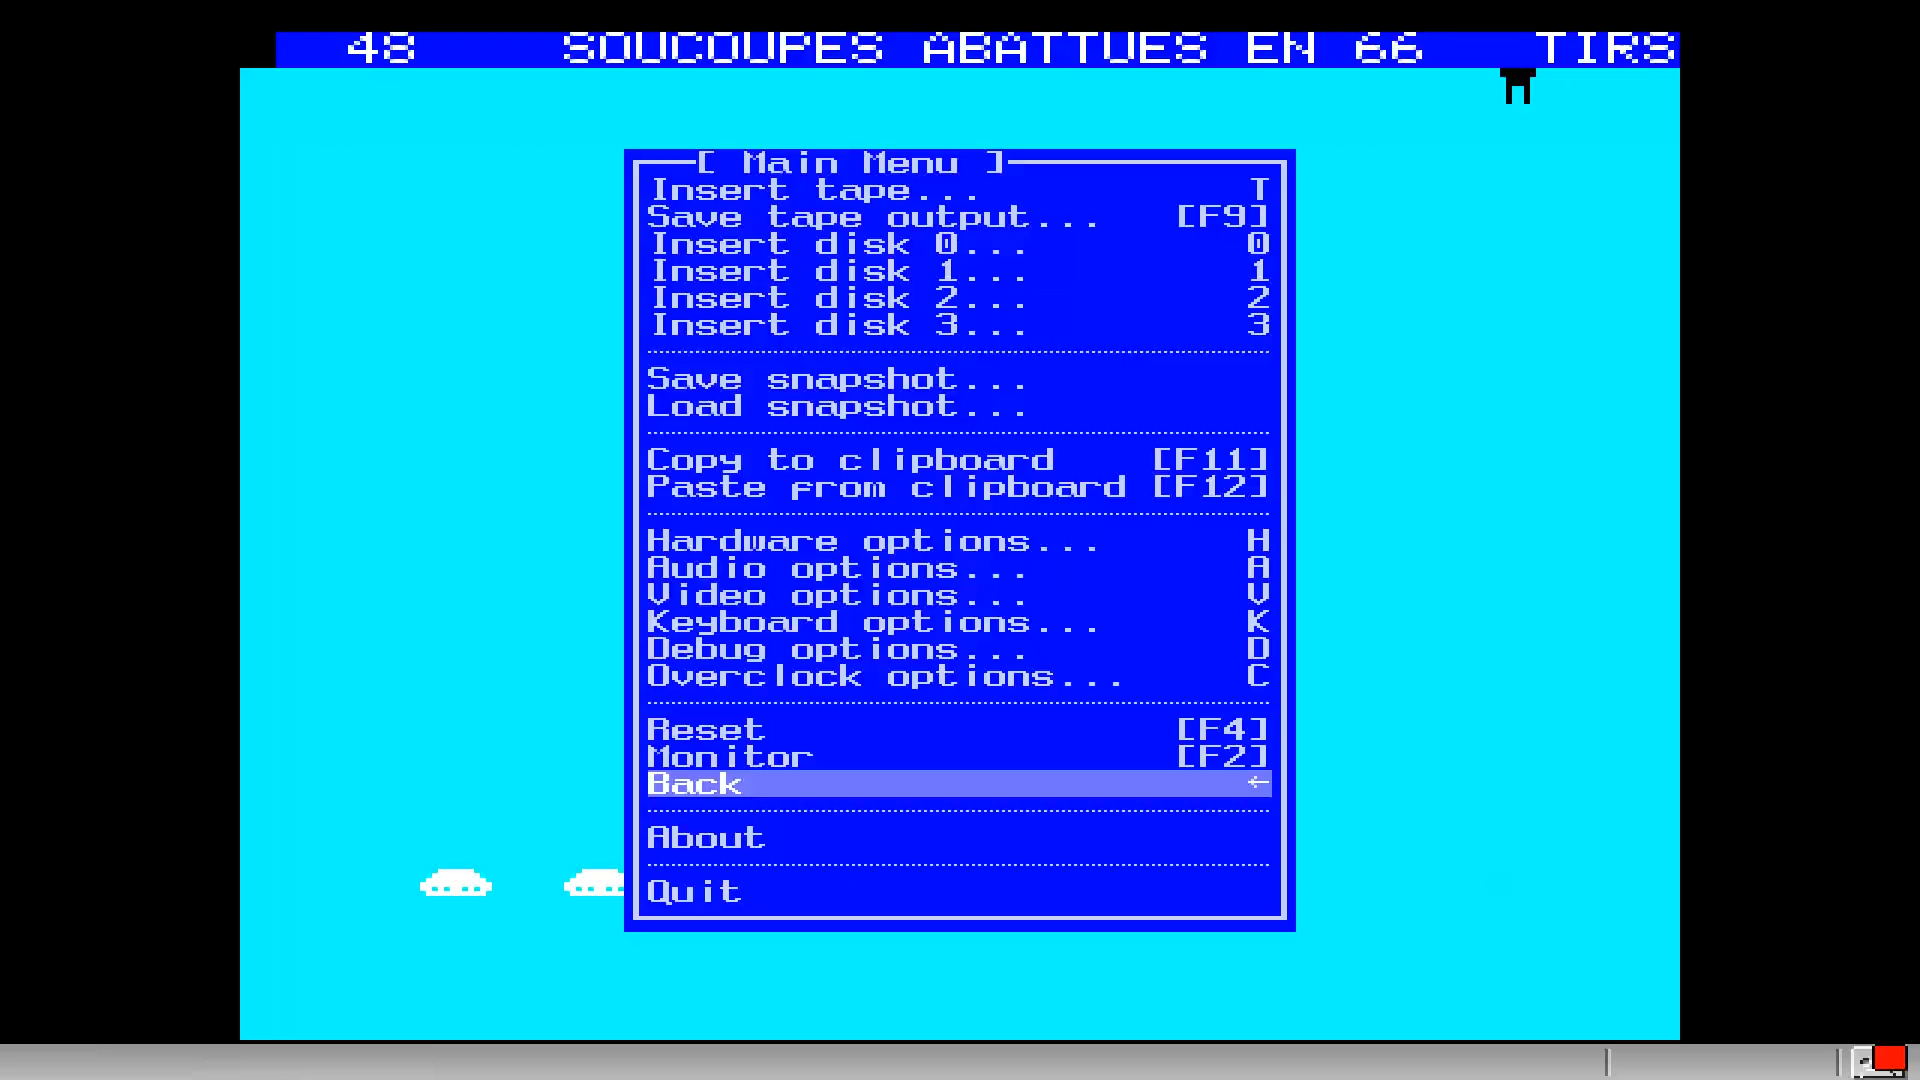 48 SOUCOUPES ABATTUES EN 66 TIRS
[ Main Menu ]
Insert tape... T
Save tape output... [F9]
Insert disk 0... 0
Insert disk 1... 1
Insert disk 2... 2
Insert disk 3... 3
Save snapshot...
Load snapshot...
Copy to clipboard [F11]
Paste from clipboard [F12]
Hardware options... H
Audio options... A
Video options... V
Keyboard options... K
Debug options... D
Overclock options... C
Reset [F4]
Monitor [F2]
Back ←
About
Quit